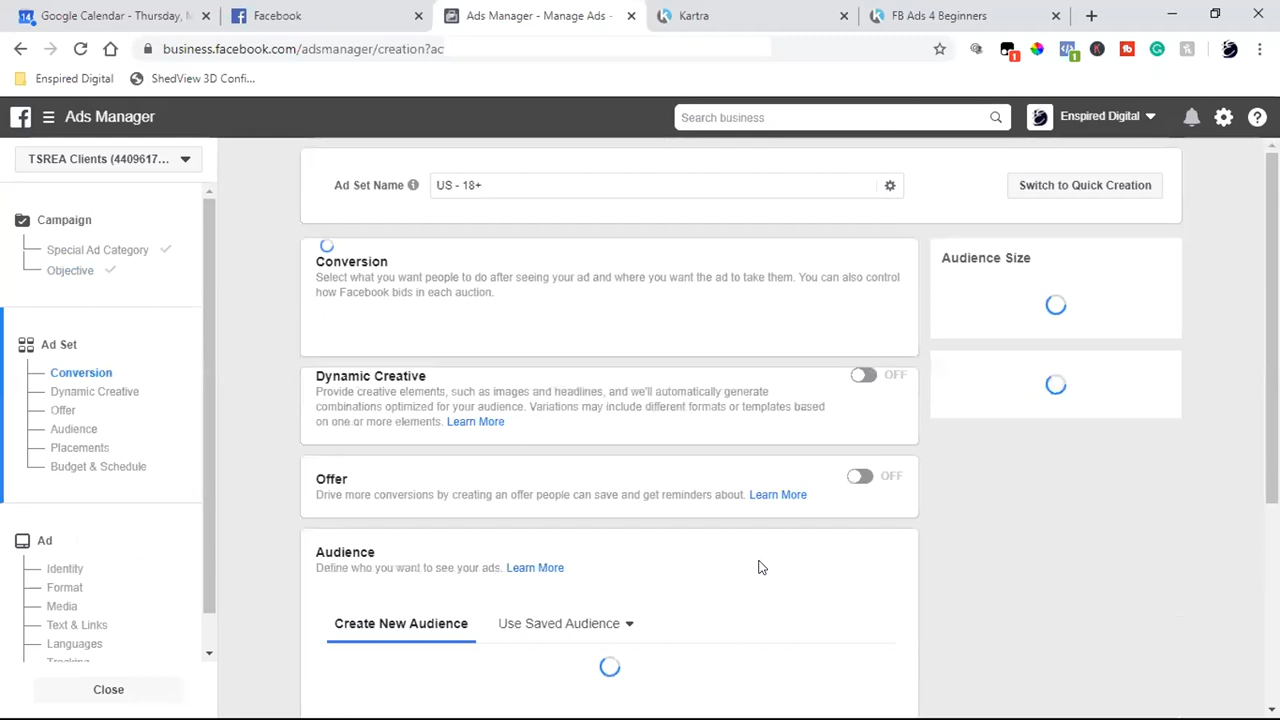 Google Calendar - Thursday, M
Facebook
Ads Manager - Manage Ads -
Kartra
FB Ads 4 Beginners
business.facebook.com/adsmanager/creation?ac
Enspired Digital
ShedView 3D Confi...
Ads Manager
Search business
Enspired Digital
TSREA Clients (4409617...
Ad Set Name
US - 18+
Switch to Quick Creation
Campaign
Special Ad Category
Objective
Ad Set
Conversion
Dynamic Creative
Offer
Audience
Placements
Budget & Schedule
Ad
Identity
Format
Media
Text & Links
Languages
Tracking
Close
Conversion
Select what you want people to do after seeing your ad and where you want the ad to take them. You can also control
how Facebook bids in each auction.
Dynamic Creative
OFF
Provide creative elements, such as images and headlines, and we'll automatically generate
combinations optimized for your audience. Variations may include different formats or templates based
on one or more elements. Learn More
Offer
OFF
Drive more conversions by creating an offer people can save and get reminders about. Learn More
Audience
Define who you want to see your ads. Learn More
Create New Audience
Use Saved Audience
Audience Size